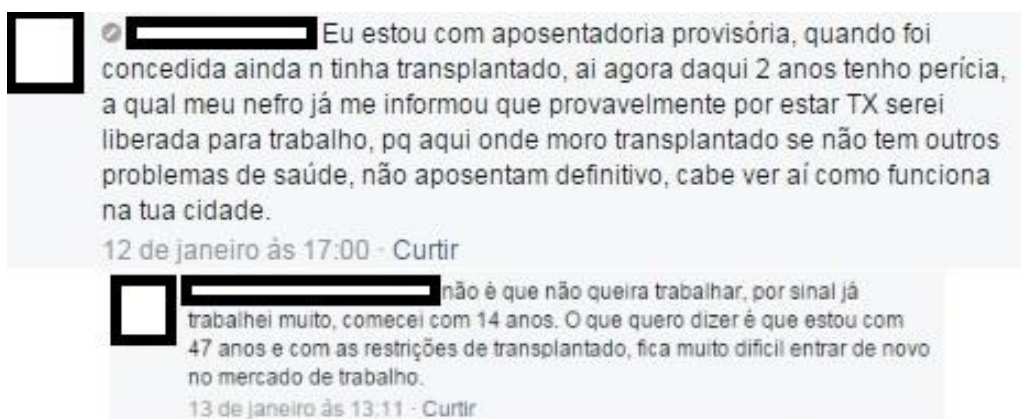 Eu estou com aposentadoria provisória, quando foi
concedida ainda n tinha transplantado, ai agora daqui 2 anos tenho perícia,
a qual meu nefro já me informou que provavelmente por estar TX serei
liberada para trabalho, pq aqui onde moro transplantado se não tem outros
problemas de saúde, não aposentam definitivo, cabe ver aí como funciona
na tua cidade.
12 de janeiro às 17:00 · Curtir
não é que não queira trabalhar, por sinal já
trabalhei muito, comecei com 14 anos. O que quero dizer é que estou com
47 anos e com as restrições de transplantado, fica muito dificil entrar de novo
no mercado de trabalho.
13 de janeiro às 13:11 · Curtir